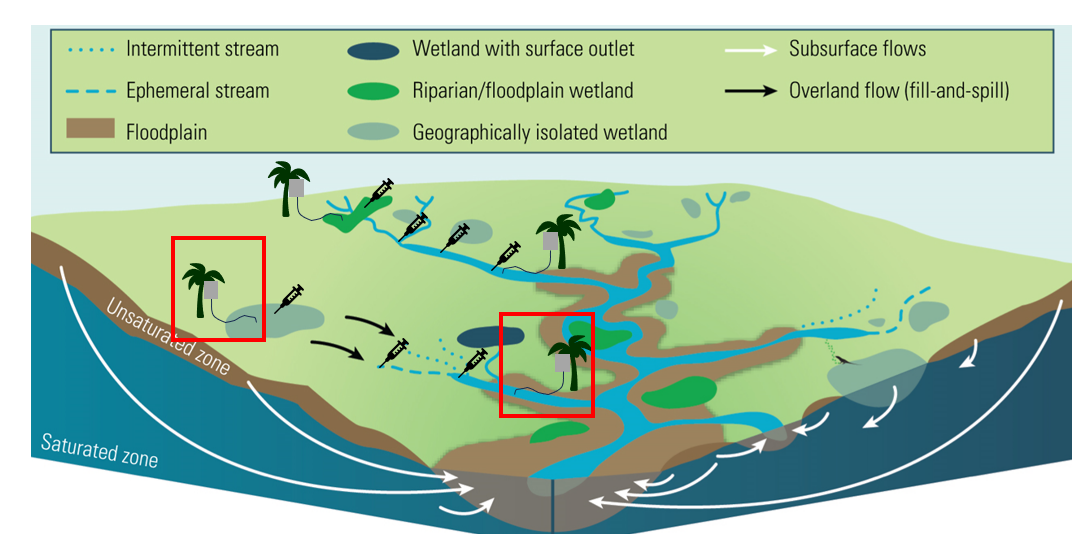 Intermittent stream
Wetland with surface outlet
Subsurface flows
Ephemeral stream
Riparian/floodplain wetland
Overland flow (fill-and-spill)
Floodplain
Geographically isolated wetland
Unsaturated zone
Saturated zone